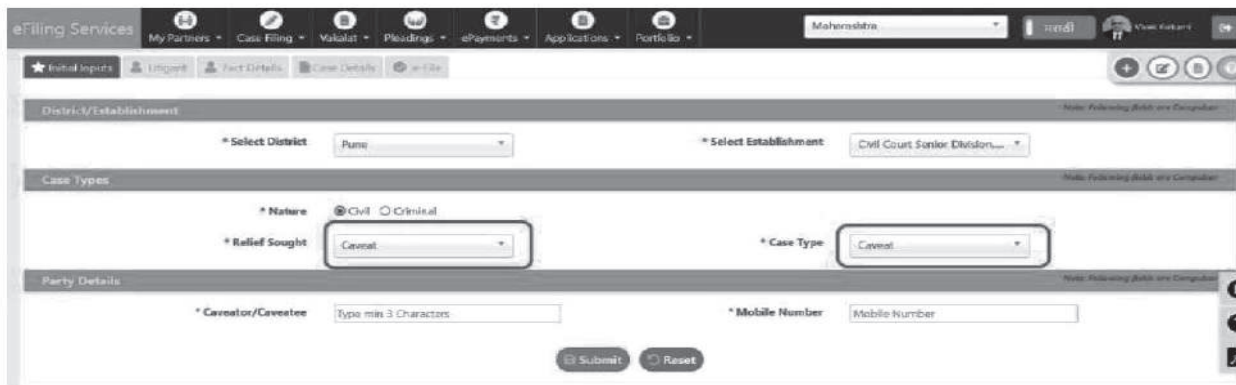 eFiling Services
My Partners Case Filing Vakalat Pleadings ePayments Applications Portfolio
Maharashtra
मराठी
Initial Inputs Litigant Fact Details Case Details e-File
District/Establishment
* Select District Pune * Select Establishment Civil Court Senior Division....
Case Types
* Nature Civil Criminal
* Relief Sought Caveat * Case Type Caveat
Party Details
* Caveator/Caveatee Type min 3 Characters * Mobile Number Mobile Number
Submit Reset